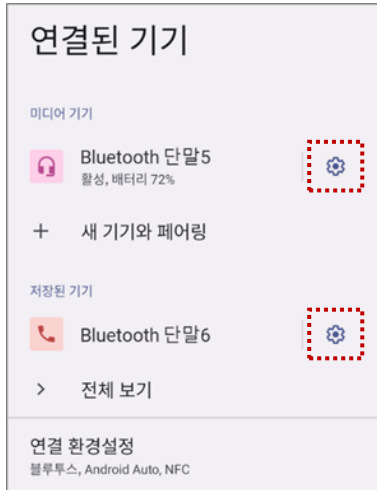 연결된 기기
미디어 기기
Bluetooth 단말5
활성, 배터리 72%
새 기기와 페어링
저장된 기기
Bluetooth 단말6
전체 보기
연결 환경설정
블루투스, Android Auto, NFC